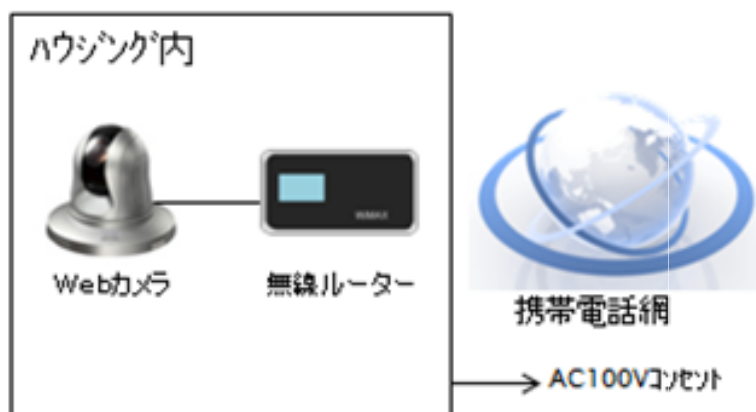 ハウジング内
WiMAX
Webカメラ
無線ルーター
携帯電話網
AC100Vコンセント